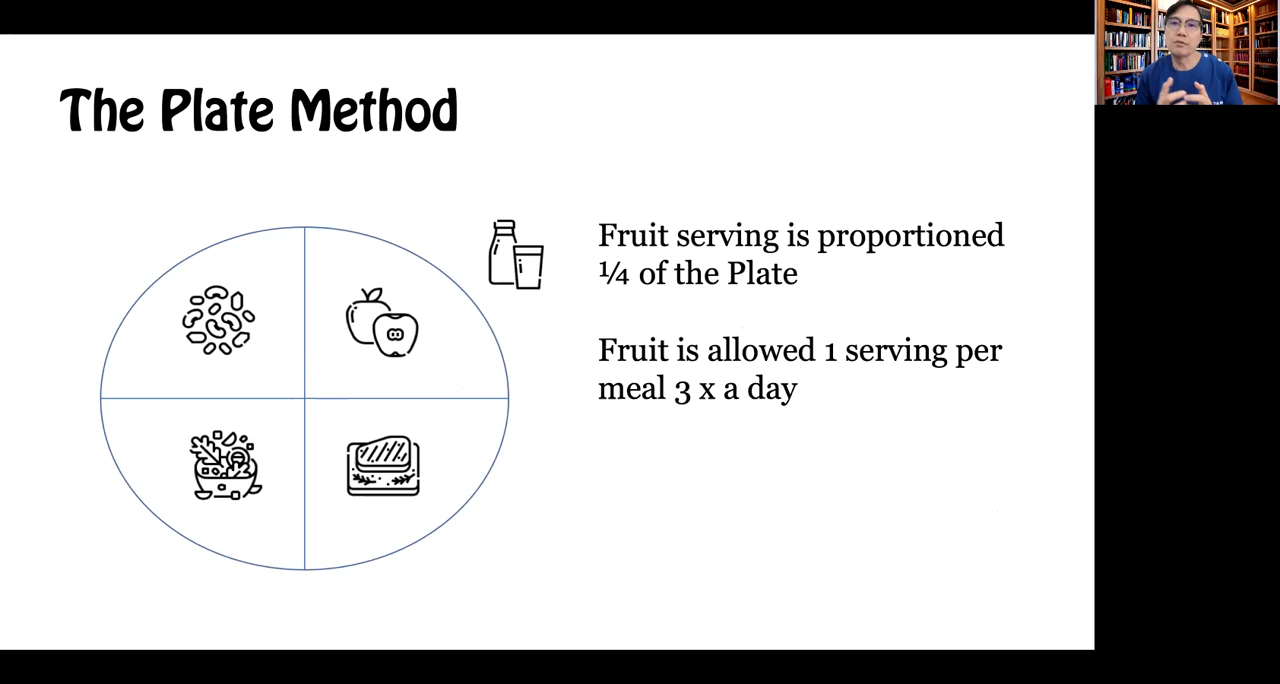 The Plate Method
Fruit serving is proportioned
¼ of the Plate
Fruit is allowed 1 serving per
meal 3 x a day